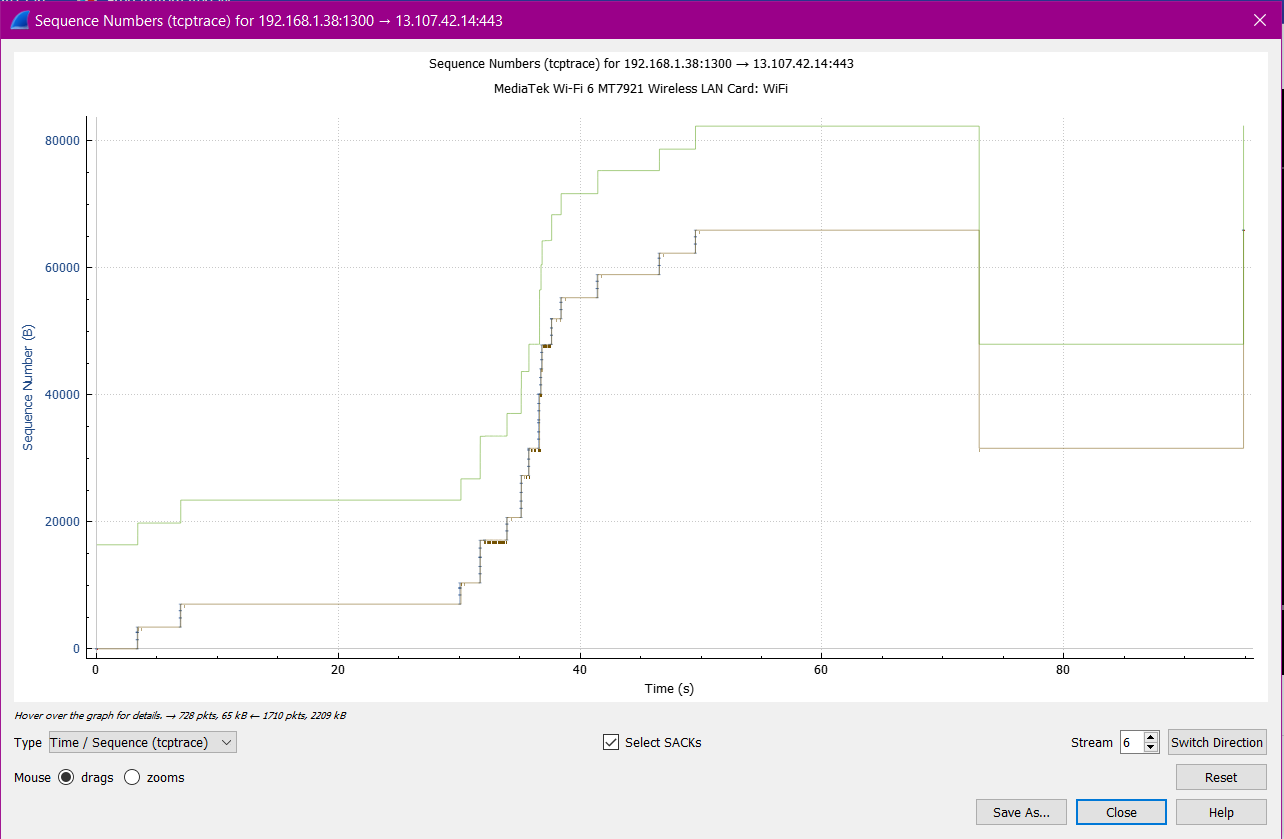 Sequence Numbers (tcptrace) for 192.168.1.38:1300 → 13.107.42.14:443
Sequence Numbers (tcptrace) for 192.168.1.38:1300 → 13.107.42.14:443
MediaTek Wi-Fi 6 MT7921 Wireless LAN Card: WiFi
80000
60000
40000
20000
0
Sequence Number (B)
0 20 40 60 80
Time (s)
Hover over the graph for details. → 728 pkts, 65 kB ← 1710 pkts, 2209 kB
Type Time / Sequence (tcptrace) Select SACKs Stream 6 Switch Direction
Mouse drags zooms Reset
Save As... Close Help